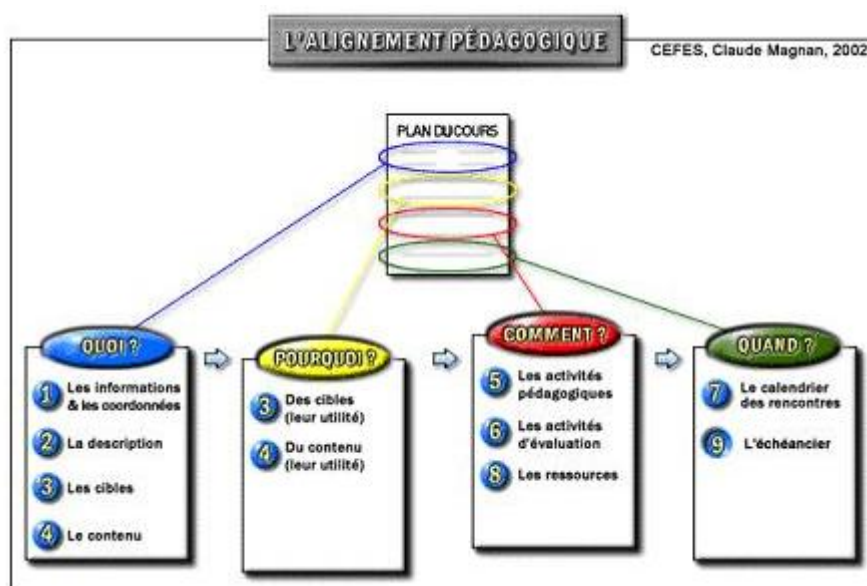 L'ALIGNEMENT PÉDAGOGIQUE
CEFES, Claude Magnan, 2002
PLAN DU COURS
QUOI ?
1 Les informations
& les coordonnées
2 La description
3 Les cibles
4 Le contenu
POURQUOI ?
3 Des cibles
(leur utilité)
4 Du contenu
(leur utilité)
COMMENT ?
5 Les activités
pédagogiques
6 Les activités
d'évaluation
8 Les ressources
QUAND ?
7 Le calendrier
des rencontres
9 L'échéancier